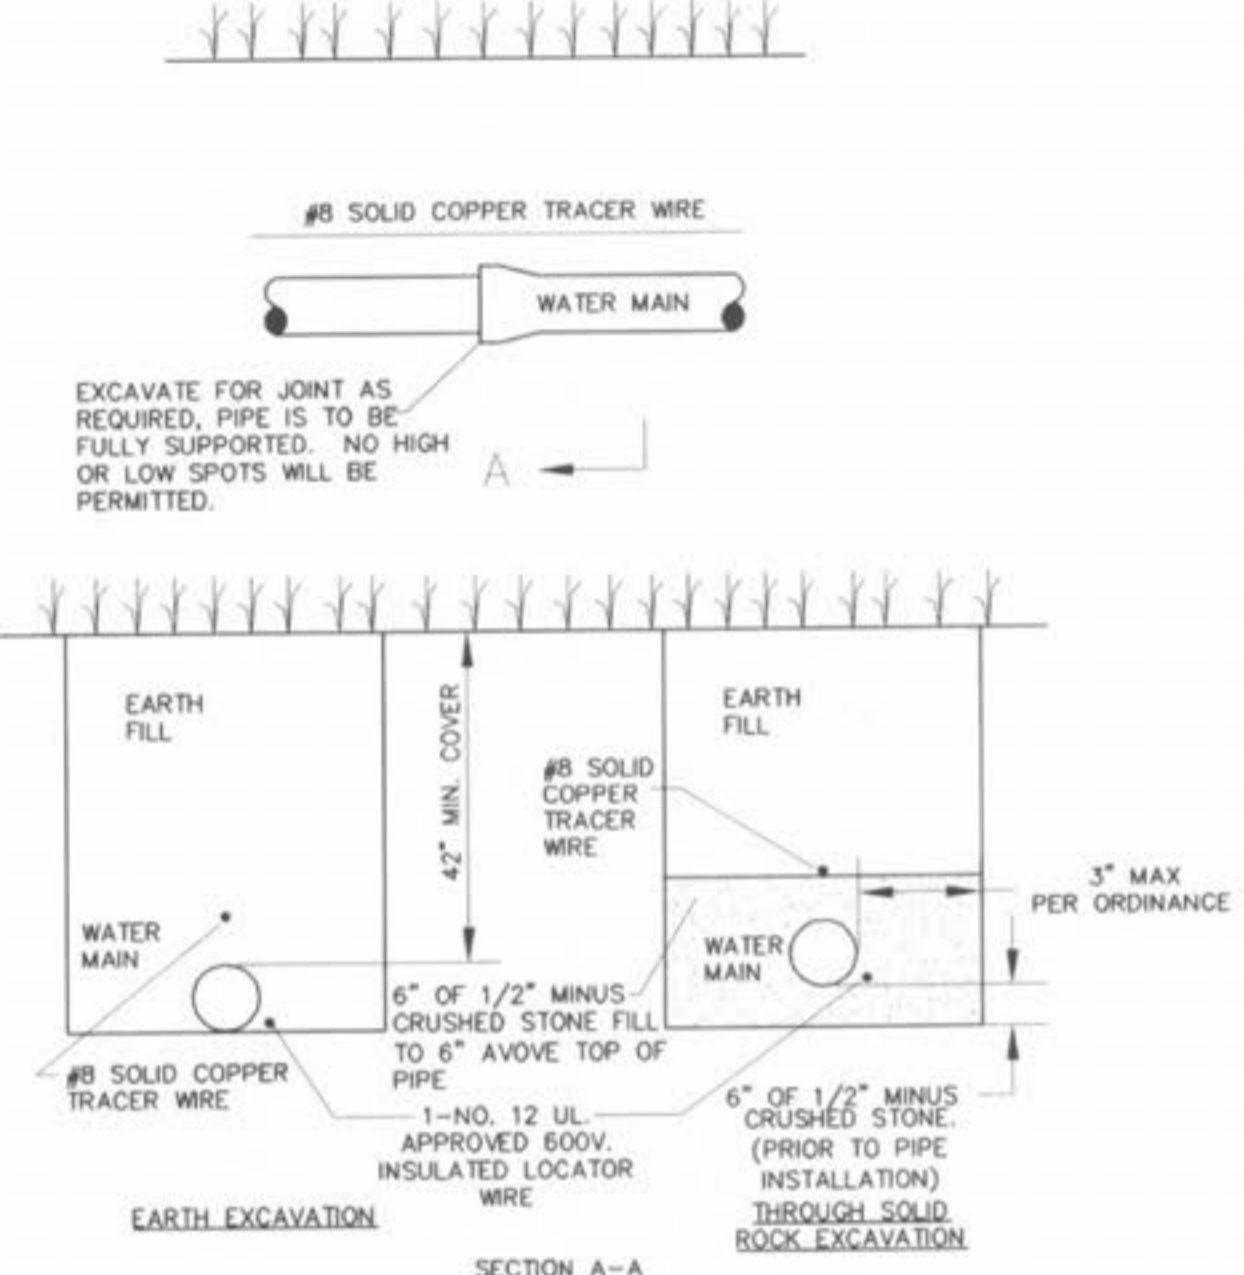 #8 SOLID COPPER TRACER WIRE
WATER MAIN
EXCAVATE FOR JOINT AS
REQUIRED, PIPE IS TO BE
FULLY SUPPORTED. NO HIGH
OR LOW SPOTS WILL BE
PERMITTED.
A
EARTH
FILL
42" MIN. COVER
EARTH
FILL
#8 SOLID
COPPER
TRACER
WIRE
3" MAX
PER ORDINANCE
WATER
MAIN
WATER
MAIN
6" OF 1/2" MINUS
CRUSHED STONE FILL
TO 6" AVOVE TOP OF
PIPE
#8 SOLID COPPER
TRACER WIRE
1-NO. 12 UL.
APPROVED 600V.
INSULATED LOCATOR
WIRE
6" OF 1/2" MINUS
CRUSHED STONE.
(PRIOR TO PIPE
INSTALLATION)
EARTH EXCAVATION
THROUGH SOLID
ROCK EXCAVATION
SECTION A-A